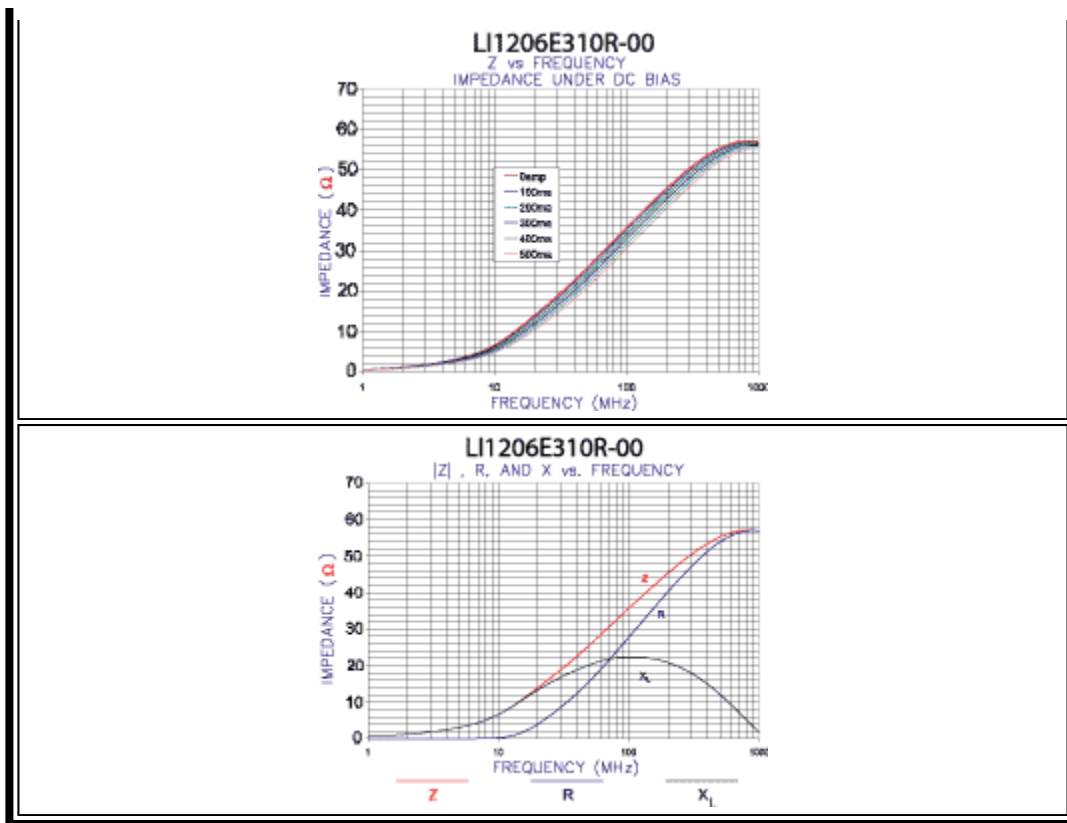 LI1206E310R-00
Z vs FREQUENCY
IMPEDANCE UNDER DC BIAS
70
60
50
40
30
20
10
0
IMPEDANCE (Ω)
100ma
200ma
300ma
400ma
500ma
1
10
100
FREQUENCY (MHz)
LI1206E310R-00
|Z| , R, AND X vs. FREQUENCY
70
60
50
40
30
20
10
0
IMPEDANCE (Ω)
Z
R
XL
1
10
100
1000
FREQUENCY (MHz)
Z
R
XL